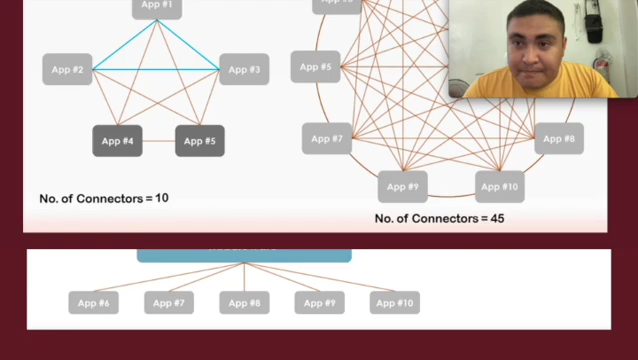 App #1
App #2
App #3
App #5
App #4
App #5
App #7
App #8
App #9
App #10
No. of Connectors = 10
No. of Connectors = 45
App #6
App #7
App #8
App #9
App #10